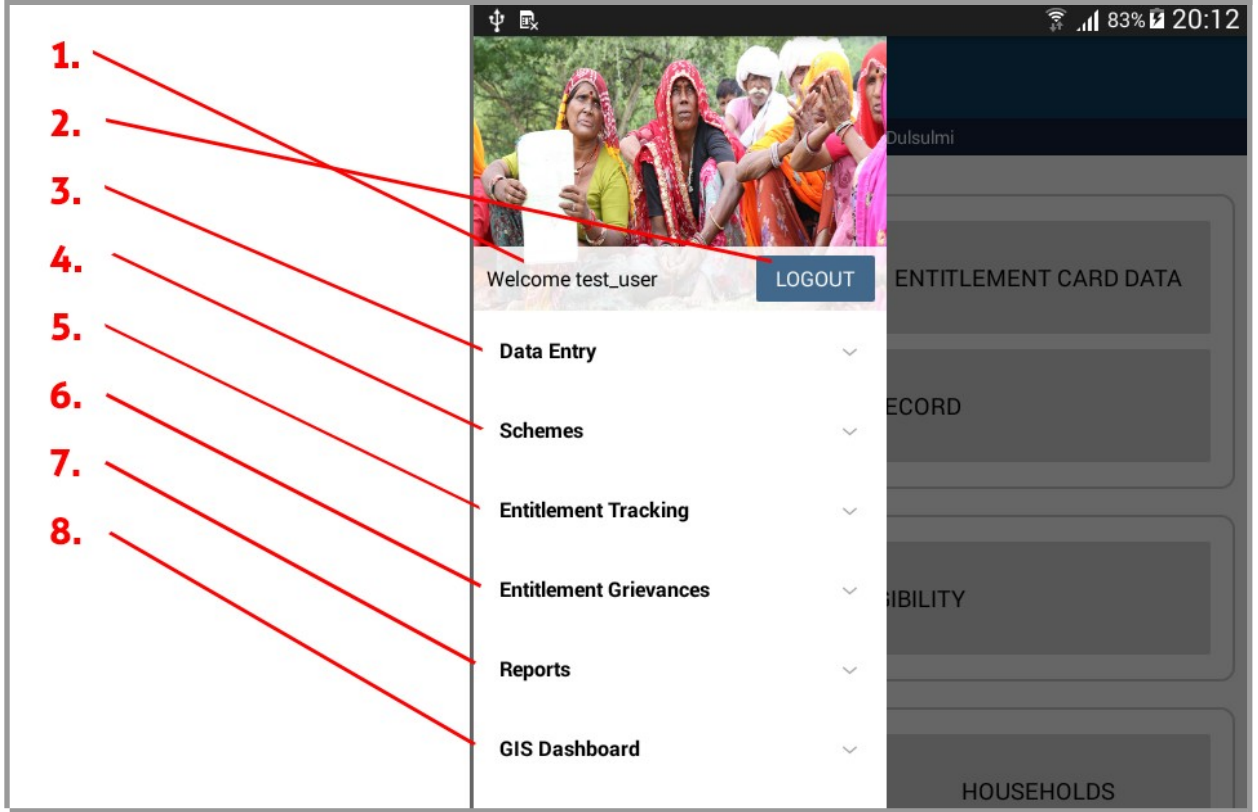 83% 20:12
1.
2.
3.
4.
5.
6.
7.
8.
Welcome test_user
LOGOUT
Data Entry
Schemes
Entitlement Tracking
Entitlement Grievances
Reports
GIS Dashboard
Dulsulmi
ENTITLEMENT CARD DATA
ECORD
IBILITY
HOUSEHOLDS